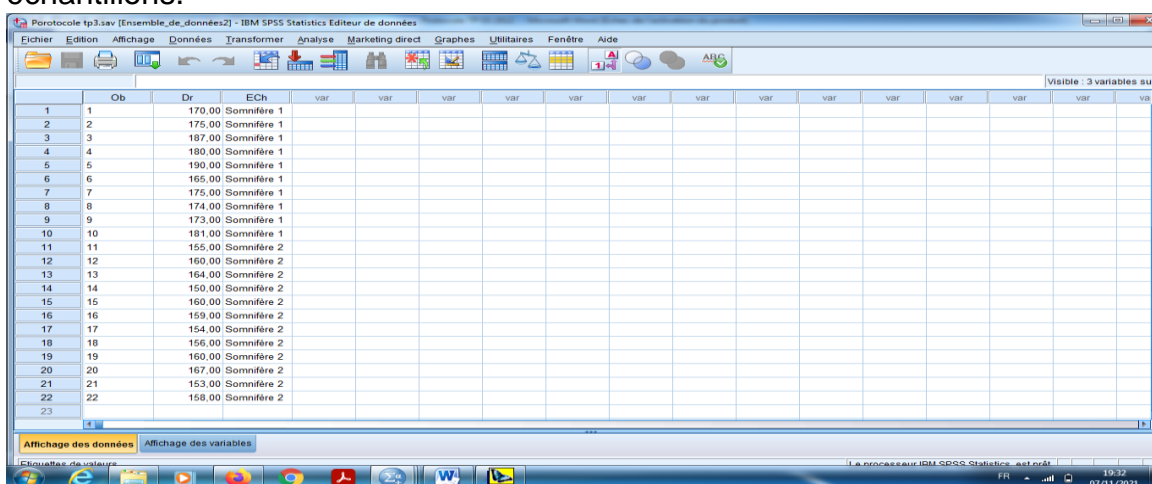 échantillons.
Porotocole tp3.sav [Ensemble_de_données2] - IBM SPSS Statistics Editeur de données
Fichier Edition Affichage Données Transformer Analyse Marketing direct Graphes Utilitaires Fenêtre Aide
Visible : 3 variables su
Ob Dr ECh var var var var var var var var var var var va
1 1 170,00 Somnifère 1
2 2 175,00 Somnifère 1
3 3 187,00 Somnifère 1
4 4 180,00 Somnifère 1
5 5 190,00 Somnifère 1
6 6 165,00 Somnifère 1
7 7 175,00 Somnifère 1
8 8 174,00 Somnifère 1
9 9 173,00 Somnifère 1
10 10 181,00 Somnifère 1
11 11 155,00 Somnifère 2
12 12 160,00 Somnifère 2
13 13 164,00 Somnifère 2
14 14 150,00 Somnifère 2
15 15 160,00 Somnifère 2
16 16 159,00 Somnifère 2
17 17 154,00 Somnifère 2
18 18 156,00 Somnifère 2
19 19 160,00 Somnifère 2
20 20 167,00 Somnifère 2
21 21 153,00 Somnifère 2
22 22 158,00 Somnifère 2
23
Affichage des données Affichage des variables
Etiquettes de valeurs Le processeur IBM SPSS Statistics est prêt
FR 19:32
07/11/2021